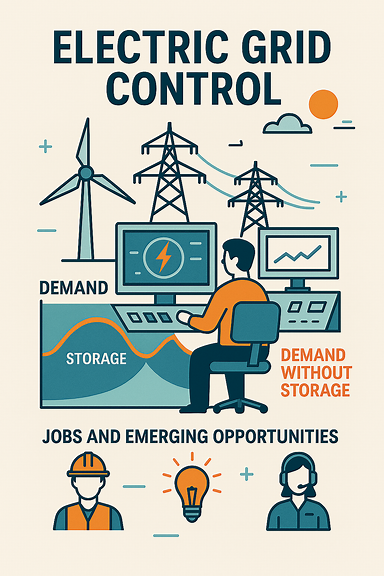 ELECTRIC GRID
CONTROL
DEMAND
STORAGE
DEMAND
WITHOUT
STORAGE
JOBS AND EMERGING OPPORTUNITIES